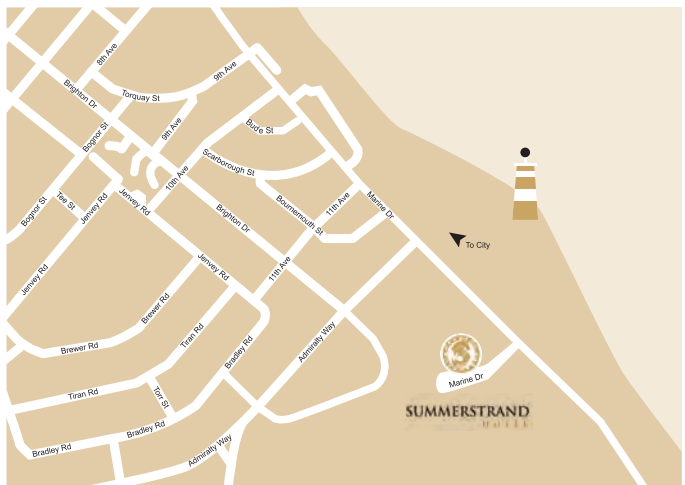 8th Ave
9th Ave
Brighton Dr
Torquay St
Bognor St
9th Ave
Bude St
Scarborough St
10th Ave
Bognor St
Tee St
Jenvey Rd
Jenvey Rd
Brighton Dr
Bournemouth St
11th Ave
Marine Dr
To City
Jenvey Rd
Jenvey Rd
11th Ave
Brewer Rd
Brewer Rd
Tiran Rd
Bradley Rd
Admiralty Way
Marine Dr
Tiran Rd
Torr St
SUMMERSTRAND
HOTEL
Bradley Rd
Bradley Rd
Admiralty Way